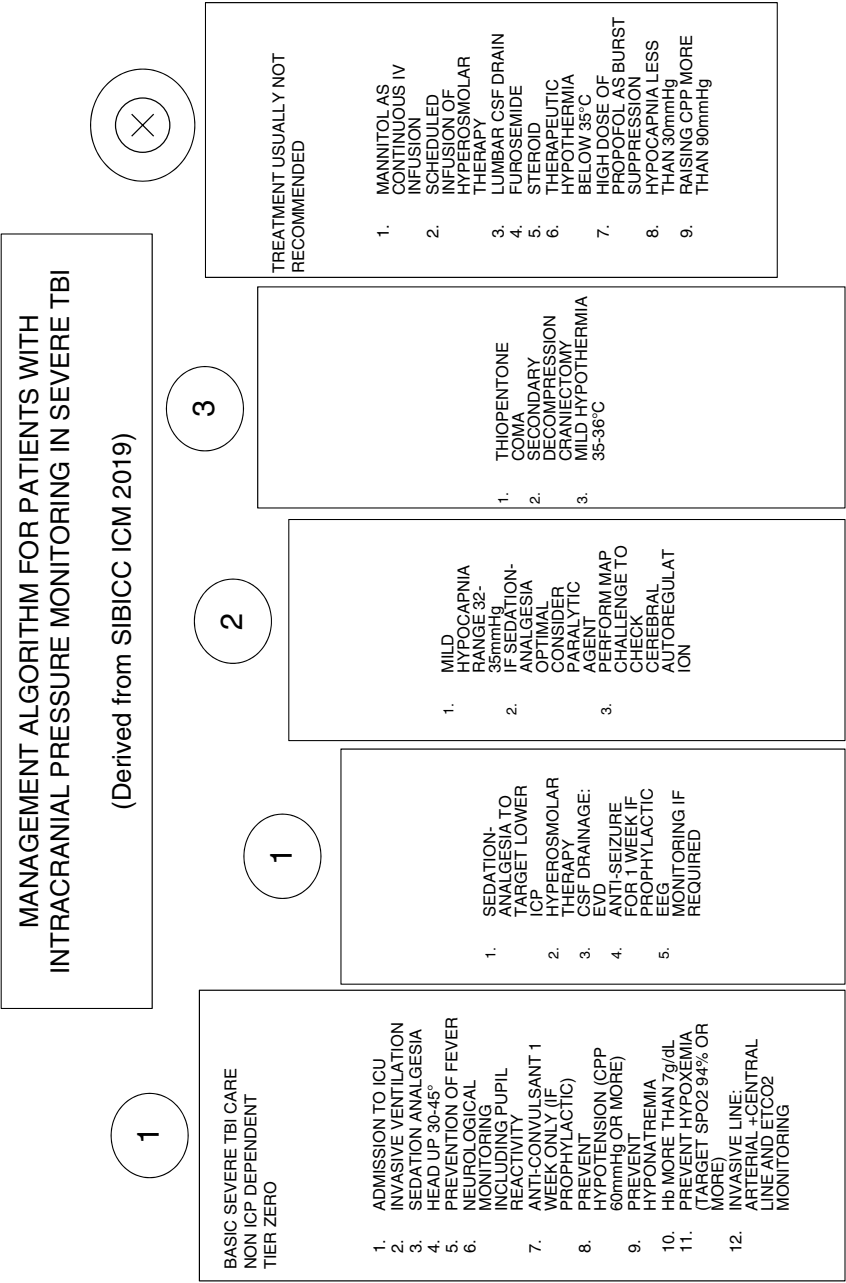 MANAGEMENT ALGORITHM FOR PATIENTS WITH
INTRACRANIAL PRESSURE MONITORING IN SEVERE TBI
(Derived from SIBICC ICM 2019)
1
BASIC SEVERE TBI CARE
NON ICP DEPENDENT
TIER ZERO
1. ADMISSION TO ICU
2. INVASIVE VENTILATION
3. SEDATION ANALGESIA
4. HEAD UP 30-45°
5. PREVENTION OF FEVER
6. NEUROLOGICAL
MONITORING
INCLUDING PUPIL
REACTIVITY
7. ANTI-CONVULSANT 1
WEEK ONLY (IF
PROPHYLACTIC)
8. PREVENT
HYPOTENSION (CPP
60mmHg OR MORE)
9. PREVENT
HYPONATREMIA
10. Hb MORE THAN 7g/dL
11. PREVENT HYPOXEMIA
(TARGET SPO2 94% OR
MORE)
12. INVASIVE LINE:
ARTERIAL +CENTRAL
LINE AND ETCO2
MONITORING
1
1. SEDATION-
ANALGESIA TO
TARGET LOWER
ICP
2. HYPEROSMOLAR
THERAPY
3. CSF DRAINAGE:
EVD
4. ANTI-SEIZURE
FOR 1 WEEK IF
PROPHYLACTIC
5. EEG
MONITORING IF
REQUIRED
2
1. MILD
HYPOCAPNIA
RANGE 32-
35mmHg
2. IF SEDATION-
ANALGESIA
OPTIMAL
CONSIDER
PARALYTIC
AGENT
3. PERFORM MAP
CHALLENGE TO
CHECK
CEREBRAL
AUTOREGULAT
ION
3
1. THIOPENTONE
COMA
2. SECONDARY
DECOMPRESSION
CRANIECTOMY
3. MILD HYPOTHERMIA
35-36°C
TREATMENT USUALLY NOT
RECOMMENDED
1. MANNITOL AS
CONTINUOUS IV
INFUSION
2. SCHEDULED
INFUSION OF
HYPEROSMOLAR
THERAPY
3. LUMBAR CSF DRAIN
4. FUROSEMIDE
5. STEROID
6. THERAPEUTIC
HYPOTHERMIA
BELOW 35°C
7. HIGH DOSE OF
PROPOFOL AS BURST
SUPPRESSION
8. HYPOCAPNIA LESS
THAN 30mmHg
9. RAISING CPP MORE
THAN 90mmHg